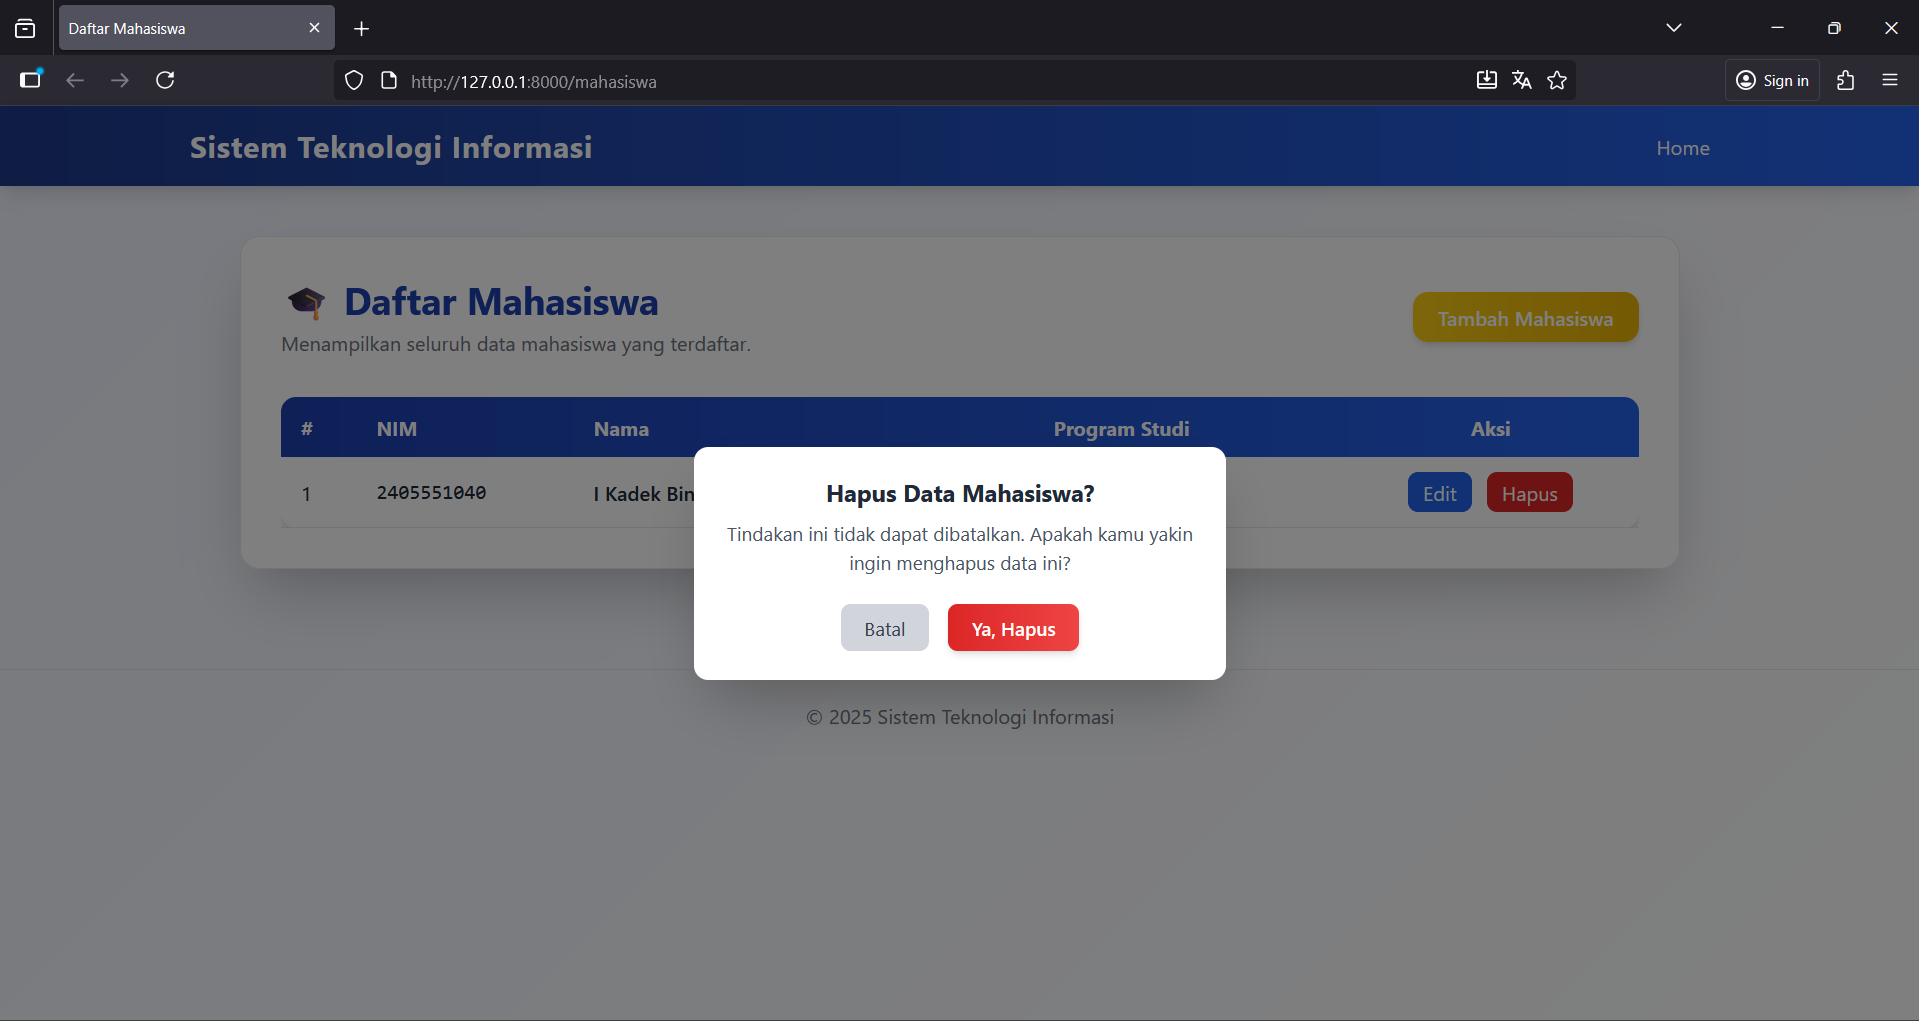 Daftar Mahasiswa
http://127.0.0.1:8000/mahasiswa
Sign in
Sistem Teknologi Informasi
Home
Daftar Mahasiswa
Menampilkan seluruh data mahasiswa yang terdaftar.
Tambah Mahasiswa
# NIM Nama Program Studi Aksi
1 2405551040 I Kadek Bin Edit Hapus
Hapus Data Mahasiswa?
Tindakan ini tidak dapat dibatalkan. Apakah kamu yakin
ingin menghapus data ini?
Batal Ya, Hapus
© 2025 Sistem Teknologi Informasi